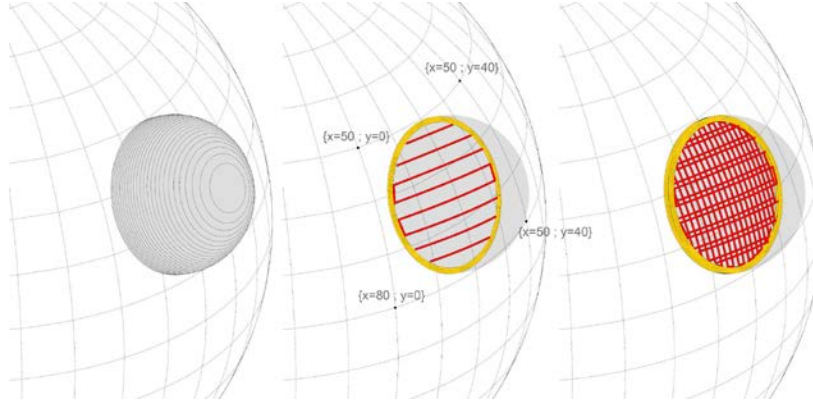 {x=50 ; y=40}
{x=50 ; y=0}
{x=50 ; y=40}
{x=80 ; y=0}